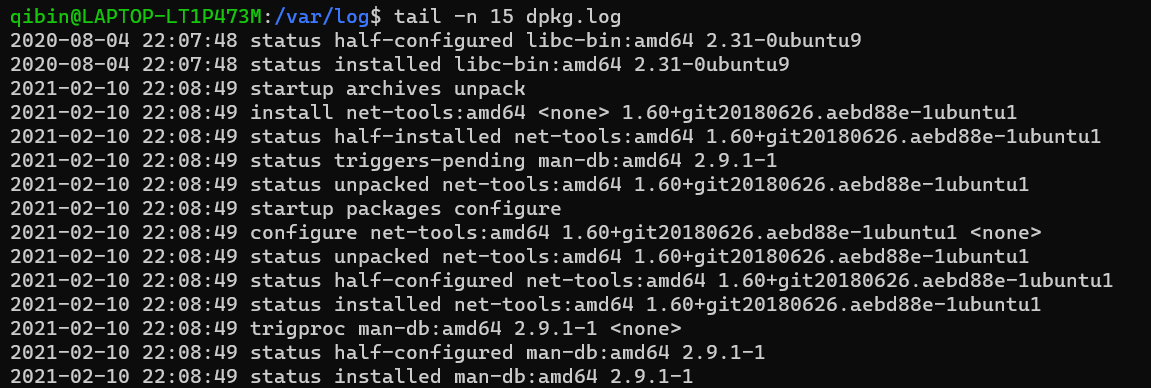 qibin@LAPTOP-LT1P473M:/var/log$ tail -n 15 dpkg.log
2020-08-04 22:07:48 status half-configured libc-bin:amd64 2.31-0ubuntu9
2020-08-04 22:07:48 status installed libc-bin:amd64 2.31-0ubuntu9
2021-02-10 22:08:49 startup archives unpack
2021-02-10 22:08:49 install net-tools:amd64 <none> 1.60+git20180626.aebd88e-1ubuntu1
2021-02-10 22:08:49 status half-installed net-tools:amd64 1.60+git20180626.aebd88e-1ubuntu1
2021-02-10 22:08:49 status triggers-pending man-db:amd64 2.9.1-1
2021-02-10 22:08:49 status unpacked net-tools:amd64 1.60+git20180626.aebd88e-1ubuntu1
2021-02-10 22:08:49 startup packages configure
2021-02-10 22:08:49 configure net-tools:amd64 1.60+git20180626.aebd88e-1ubuntu1 <none>
2021-02-10 22:08:49 status unpacked net-tools:amd64 1.60+git20180626.aebd88e-1ubuntu1
2021-02-10 22:08:49 status half-configured net-tools:amd64 1.60+git20180626.aebd88e-1ubuntu1
2021-02-10 22:08:49 status installed net-tools:amd64 1.60+git20180626.aebd88e-1ubuntu1
2021-02-10 22:08:49 trigproc man-db:amd64 2.9.1-1 <none>
2021-02-10 22:08:49 status half-configured man-db:amd64 2.9.1-1
2021-02-10 22:08:49 status installed man-db:amd64 2.9.1-1